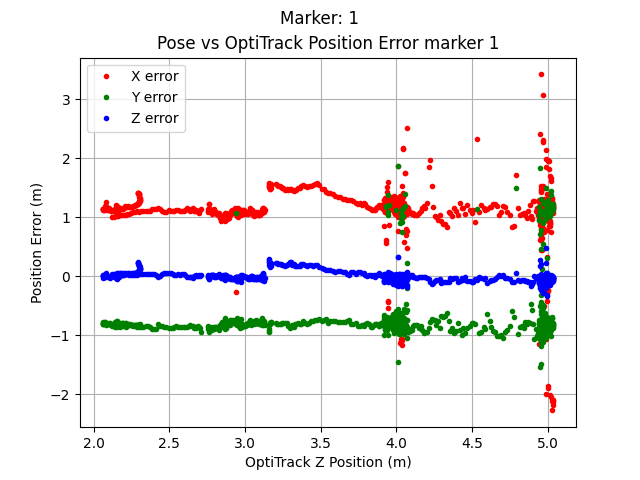 Marker: 1
Pose vs OptiTrack Position Error marker 1
X error
Y error
Z error
Position Error (m)
3
2
1
0
−1
−2
2.0 2.5 3.0 3.5 4.0 4.5 5.0
OptiTrack Z Position (m)